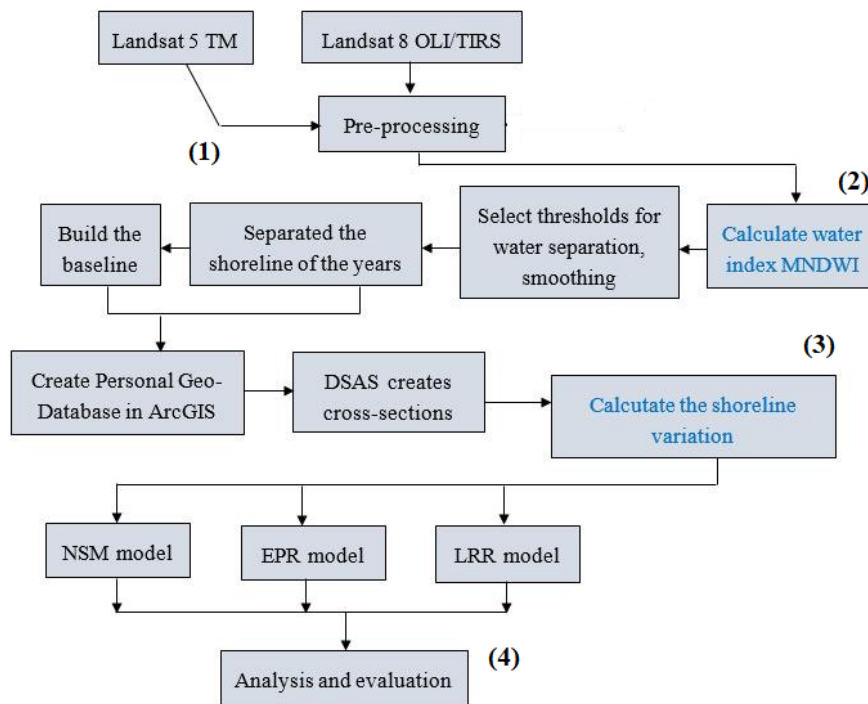 Landsat 5 TM
Landsat 8 OLI/TIRS
Pre-processing
(1)
(2)
Calculate water
index MNDWI
Select thresholds for
water separation,
smoothing
Separated the
shoreline of the years
Build the
baseline
(3)
Create Personal Geo-
Database in ArcGIS
DSAS creates
cross-sections
Calcutate the shoreline
variation
NSM model
EPR model
LRR model
(4)
Analysis and evaluation